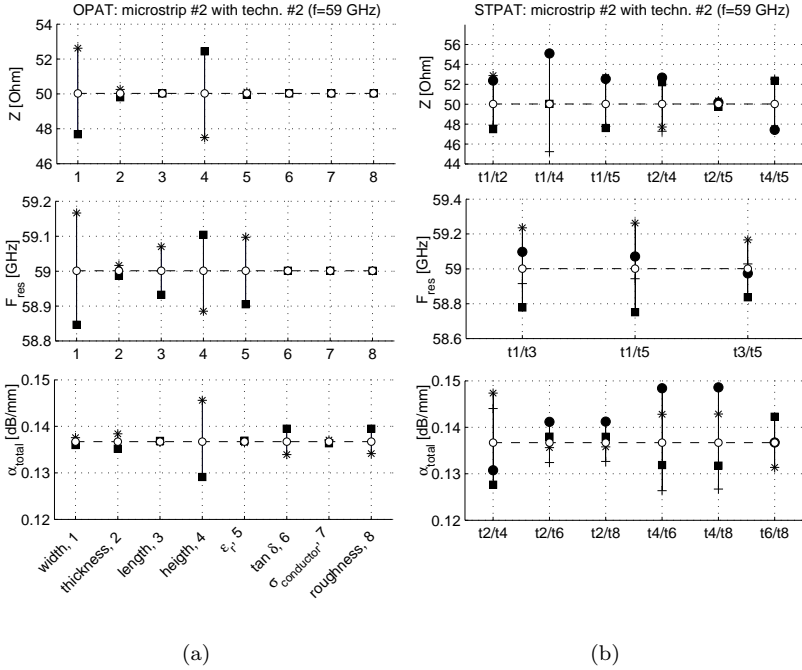 OPAT: microstrip #2 with techn. #2 (f=59 GHz)
54
52
50
48
46
Z [Ohm]
1 2 3 4 5 6 7 8
59.2
59.1
59
58.9
58.8
F_res [GHz]
1 2 3 4 5 6 7 8
0.15
0.14
0.13
0.12
α_total [dB/mm]
width, 1
thickness, 2
length, 3
heigth, 4
ε_r, 5
tan δ, 6
σ_conductor, 7
roughness, 8
(a)
STPAT: microstrip #2 with techn. #2 (f=59 GHz)
56
54
52
50
48
46
44
Z [Ohm]
t1/t2 t1/t4 t1/t5 t2/t4 t2/t5 t4/t5
59.4
59.2
59
58.8
58.6
F_res [GHz]
t1/t3 t1/t5 t3/t5
0.15
0.14
0.13
0.12
α_total [dB/mm]
t2/t4 t2/t6 t2/t8 t4/t6 t4/t8 t6/t8
(b)